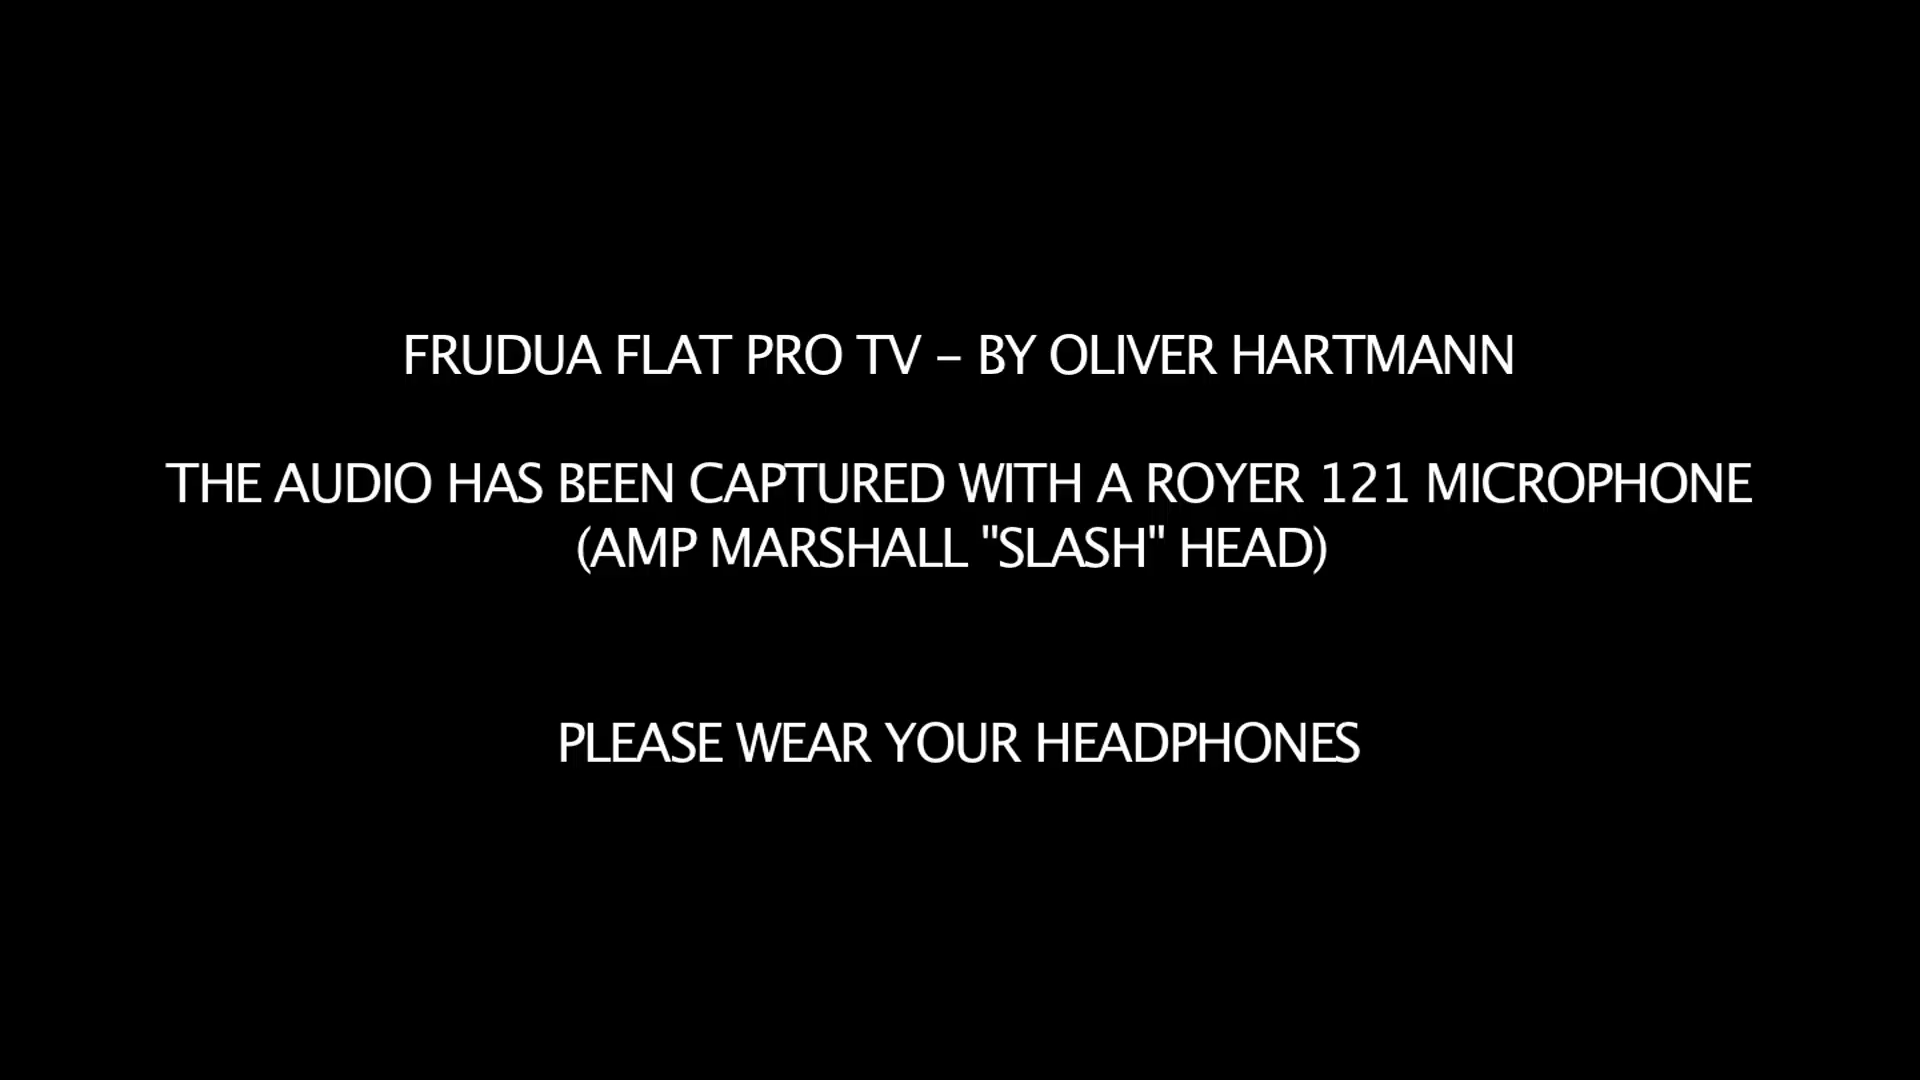 FRUDUA FLAT PRO TV – BY OLIVER HARTMANN
THE AUDIO HAS BEEN CAPTURED WITH A ROYER 121 MICROPHONE
(AMP MARSHALL "SLASH" HEAD)
PLEASE WEAR YOUR HEADPHONES